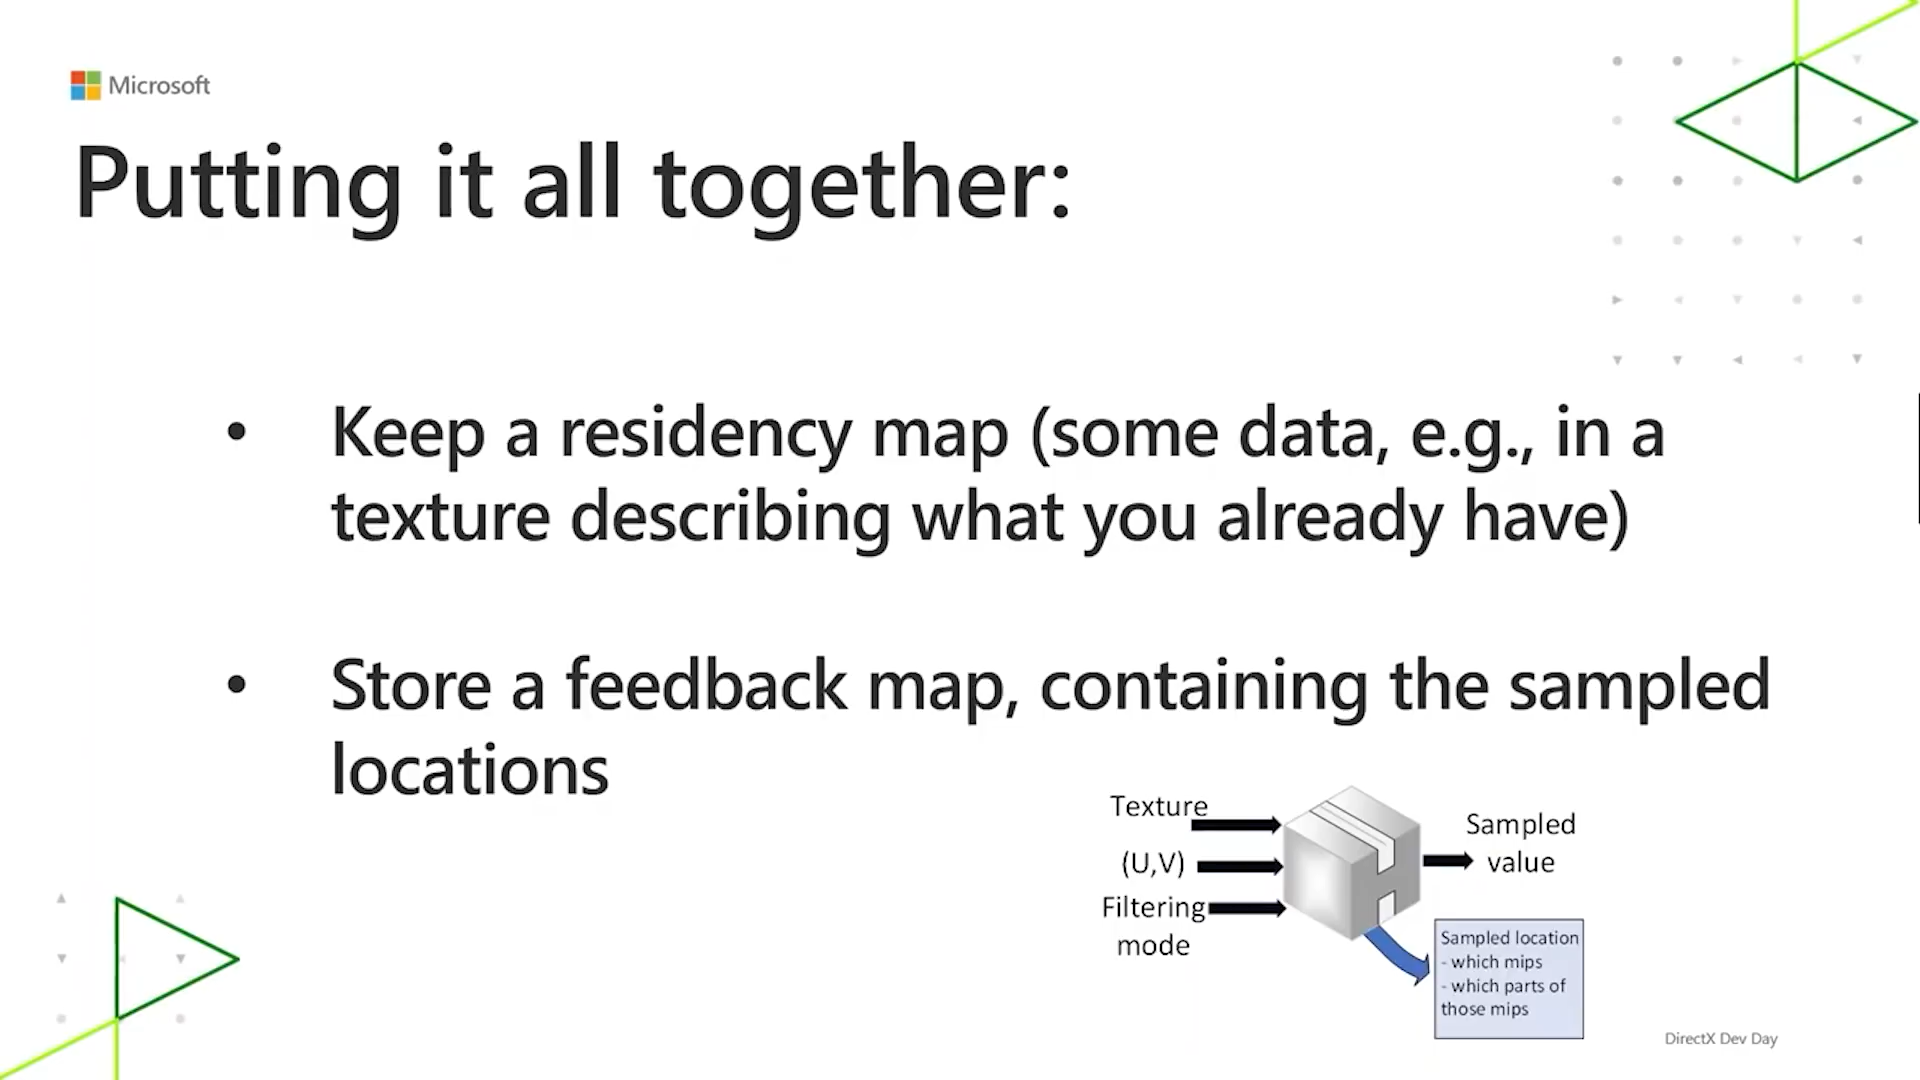 Microsoft
Putting it all together:
• Keep a residency map (some data, e.g., in a
texture describing what you already have)
• Store a feedback map, containing the sampled
locations
Texture
(U,V)
Filtering
mode
Sampled
value
Sampled location
- which mips
- which parts of
those mips
DirectX Dev Day